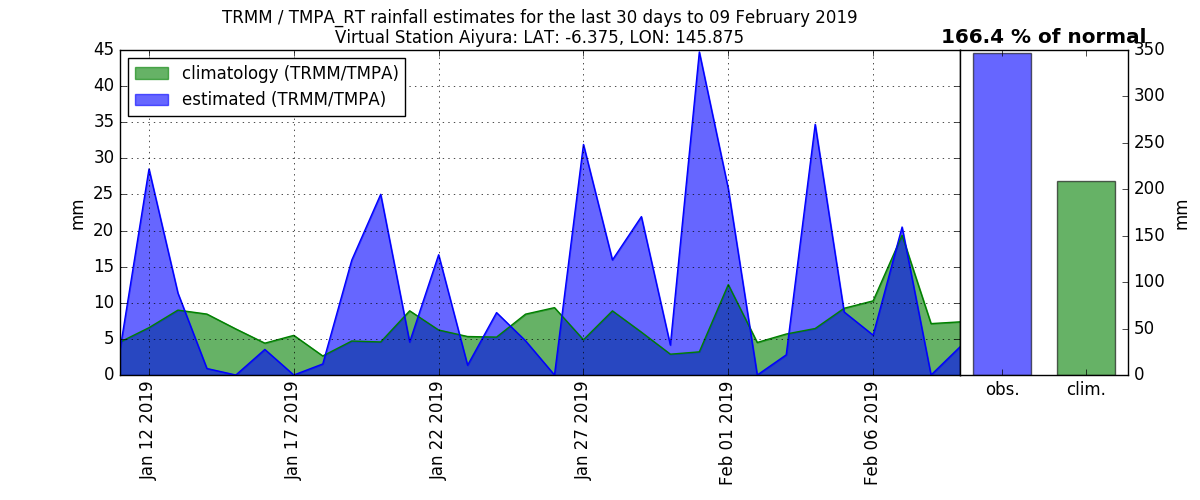 TRMM / TMPA_RT rainfall estimates for the last 30 days to 09 February 2019
Virtual Station Aiyura: LAT: -6.375, LON: 145.875
166.4 % of normal
climatology (TRMM/TMPA)
estimated (TRMM/TMPA)
mm
45
40
35
30
25
20
15
10
5
0
Jan 12 2019
Jan 17 2019
Jan 22 2019
Jan 27 2019
Feb 01 2019
Feb 06 2019
350
300
250
200
150
100
50
0
mm
obs.
clim.